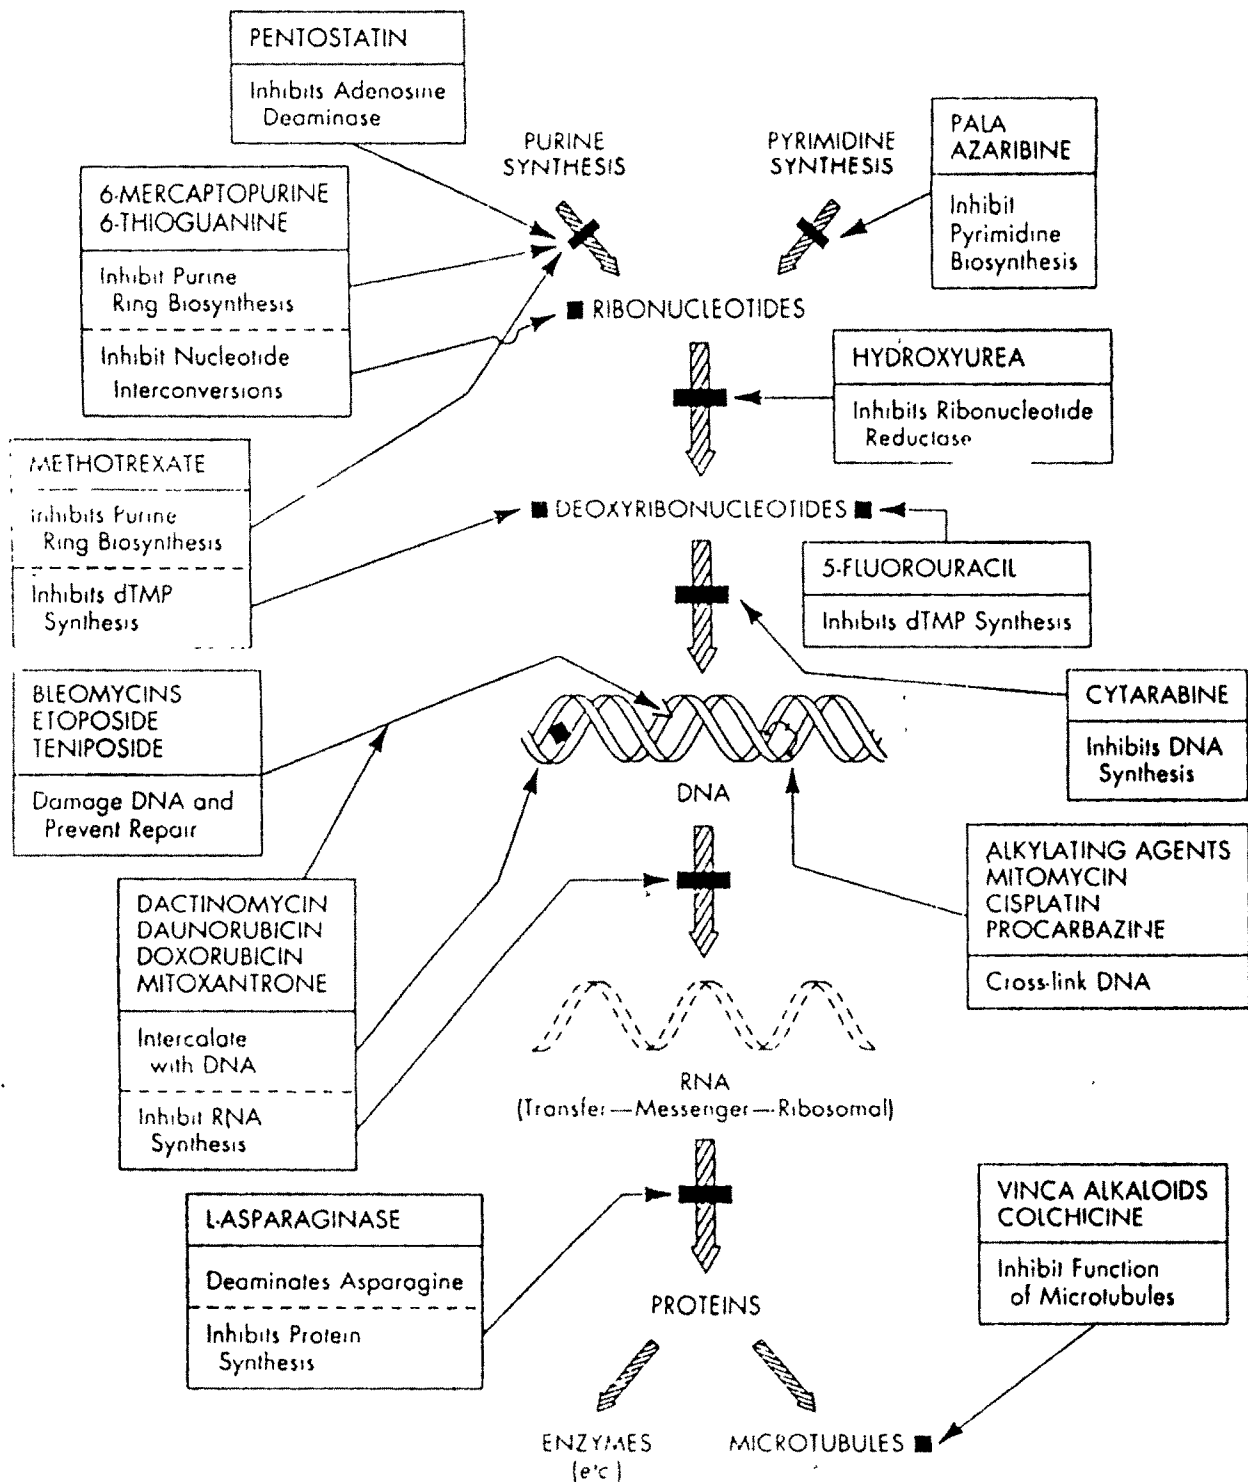 PENTOSTATIN
Inhibits Adenosine
Deaminase
PURINE
SYNTHESIS
PYRIMIDINE
SYNTHESIS
PALA
AZARIBINE
Inhibit
Pyrimidine
Biosynthesis
6-MERCAPTOPURINE
6-THIOGUANINE
Inhibit Purine
Ring Biosynthesis
Inhibit Nucleotide
Interconversions
RIBONUCLEOTIDES
HYDROXYUREA
Inhibits Ribonucleotide
Reductase
METHOTREXATE
Inhibits Purine
Ring Biosynthesis
Inhibits dTMP
Synthesis
DEOXYRIBONUCLEOTIDES
5-FLUOROURACIL
Inhibits dTMP Synthesis
BLEOMYCINS
ETOPOSIDE
TENIPOSIDE
Damage DNA and
Prevent Repair
CYTARABINE
Inhibits DNA
Synthesis
DNA
ALKYLATING AGENTS
MITOMYCIN
CISPLATIN
PROCARBAZINE
Cross-link DNA
DACTINOMYCIN
DAUNORUBICIN
DOXORUBICIN
MITOXANTRONE
Intercalate
with DNA
Inhibit RNA
Synthesis
RNA
(Transfer—Messenger—Ribosomal)
L-ASPARAGINASE
Deaminates Asparagine
Inhibits Protein
Synthesis
VINCA ALKALOIDS
COLCHICINE
Inhibit Function
of Microtubules
PROTEINS
ENZYMES
(etc)
MICROTUBULES